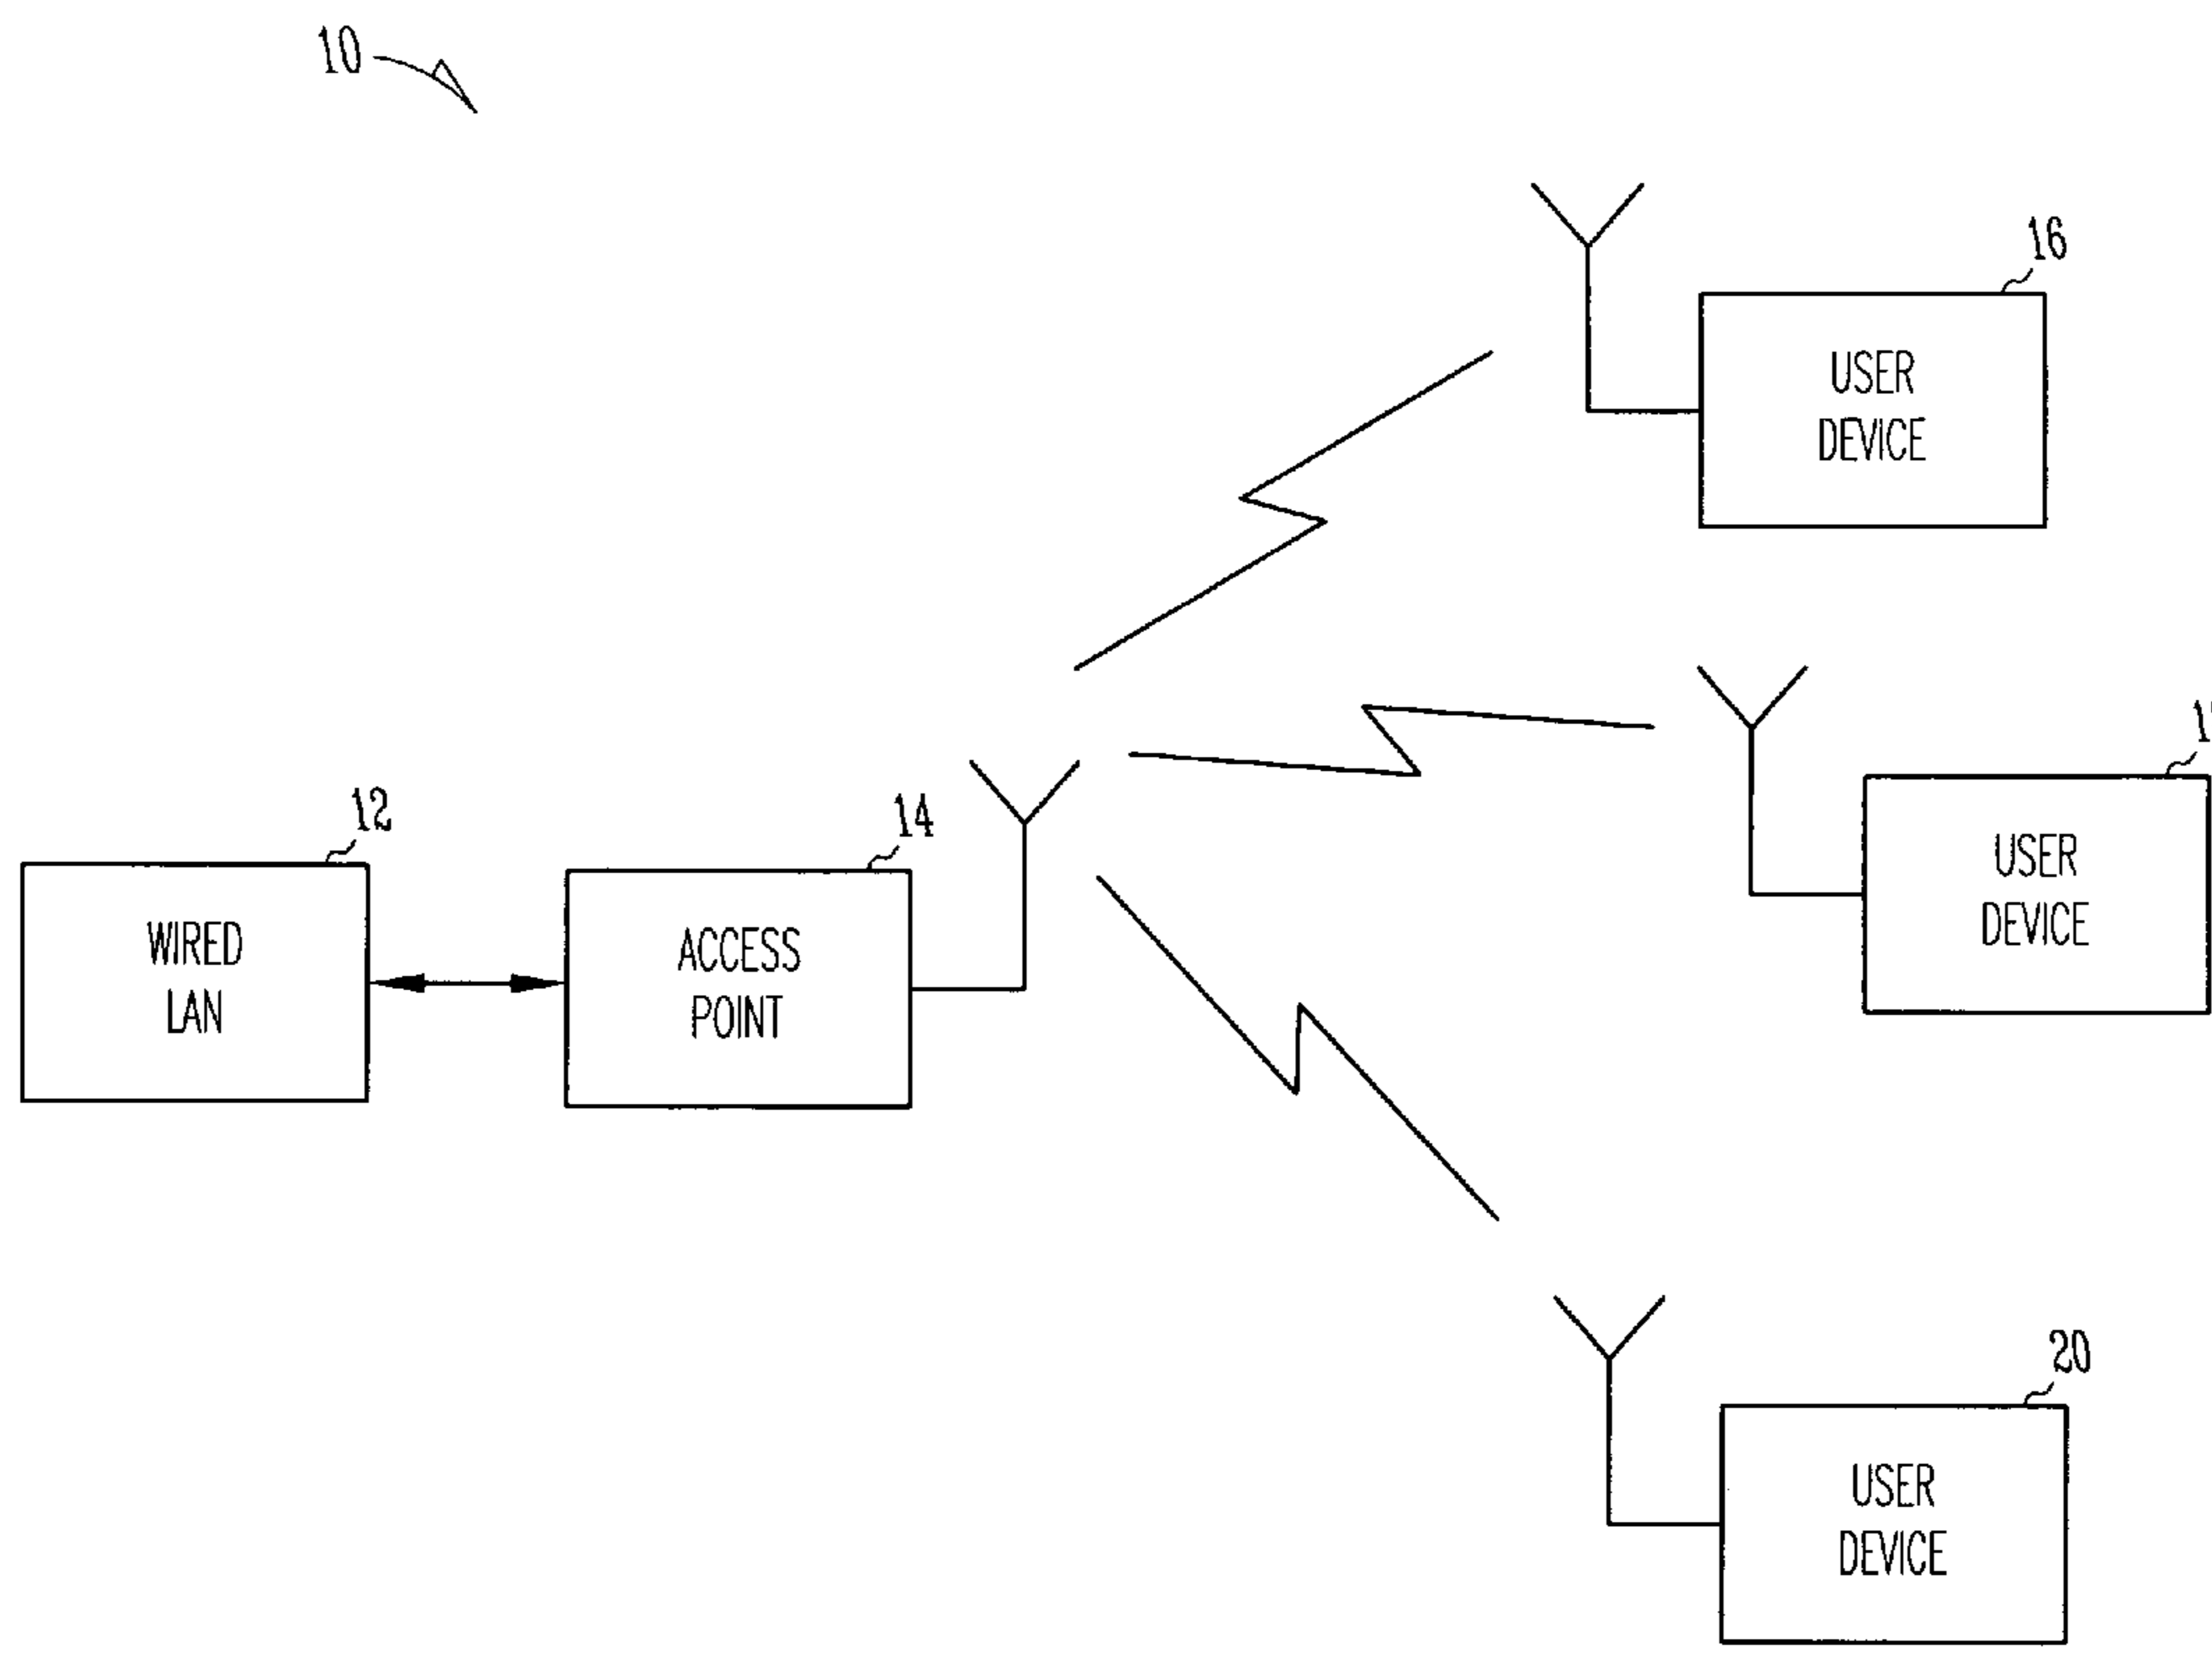 10
16
USER
DEVICE
USER
DEVICE
12
14
WIRED
LAN
ACCESS
POINT
20
USER
DEVICE